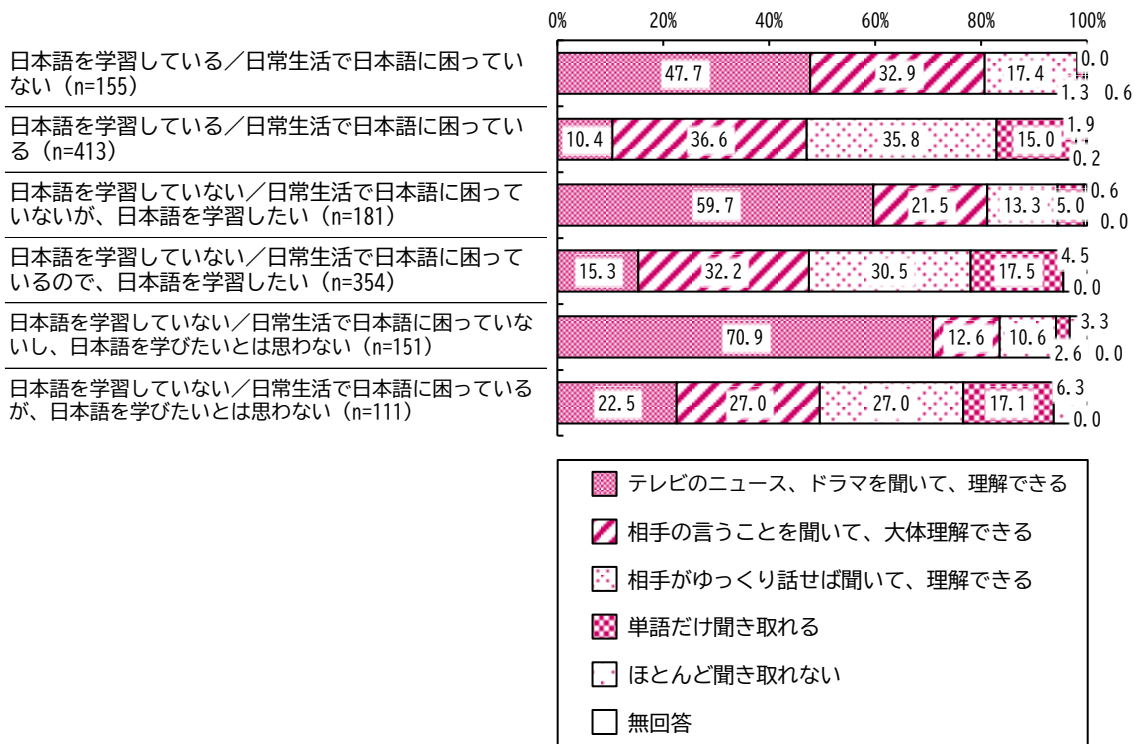 0% 20% 40% 60% 80% 100%
日本語を学習している／日常生活で日本語に困ってい
ない（n=155）
47.7 32.9 17.4 0.0
1.3 0.6
日本語を学習している／日常生活で日本語に困ってい
る（n=413）
10.4 36.6 35.8 15.0 1.9
0.2
日本語を学習していない／日常生活で日本語に困って
いないが、日本語を学習したい（n=181）
59.7 21.5 13.3 5.0 0.6
0.0
日本語を学習していない／日常生活で日本語に困って
いるので、日本語を学習したい（n=354）
15.3 32.2 30.5 17.5 4.5
0.0
日本語を学習していない／日常生活で日本語に困っていな
いし、日本語を学びたいとは思わない（n=151）
70.9 12.6 10.6 3.3
2.6 0.0
日本語を学習していない／日常生活で日本語に困っている
が、日本語を学びたいとは思わない（n=111）
22.5 27.0 27.0 17.1 6.3
0.0
テレビのニュース、ドラマを聞いて、理解できる
相手の言うことを聞いて、大体理解できる
相手がゆっくり話せば聞いて、理解できる
単語だけ聞き取れる
ほとんど聞き取れない
無回答